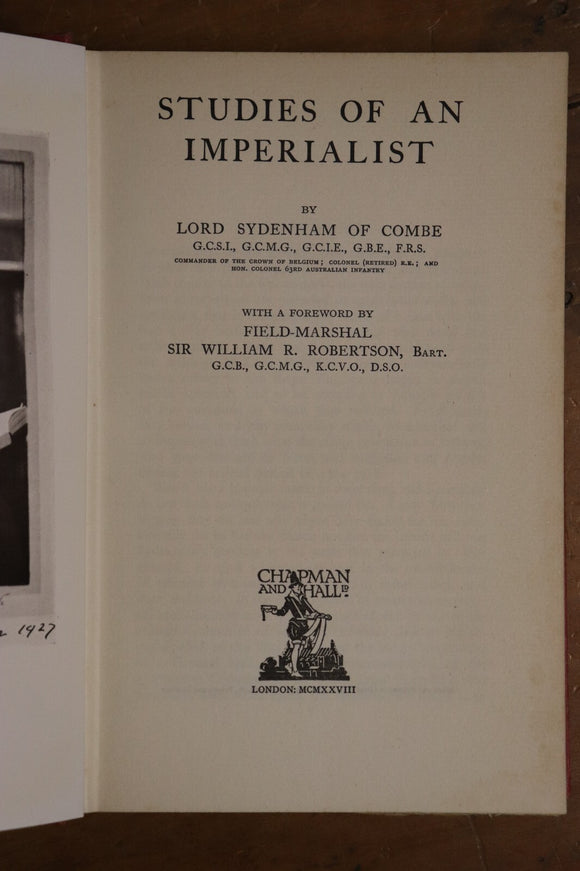 STUDIES OF AN
IMPERIALIST
BY
LORD SYDENHAM OF COMBE
G.C.S.I., G.C.M.G., G.C.I.E., G.B.E., F.R.S.
COMMANDER OF THE CROWN OF BELGIUM; COLONEL (RETIRED) R.E.; AND
HON. COLONEL 63RD AUSTRALIAN INFANTRY
WITH A FOREWORD BY
FIELD-MARSHAL
SIR WILLIAM R. ROBERTSON, BART.
G.C.B., G.C.M.G., K.C.V.O., D.S.O.
CHAPMAN
AND HALL LD.
LONDON: MCMXXVIII
1927